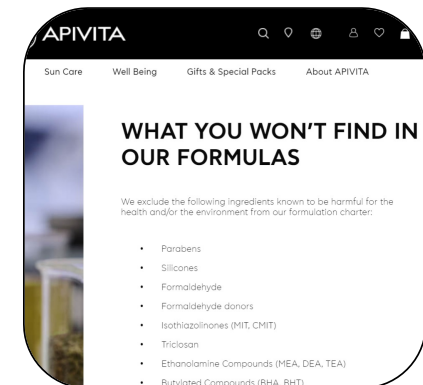 APIVITA
Sun Care Well Being Gifts & Special Packs About APIVITA
WHAT YOU WON'T FIND IN
OUR FORMULAS
We exclude the following ingredients known to be harmful for the
health and/or the environment from our formulation charter:
• Parabens
• Silicones
• Formaldehyde
• Formaldehyde donors
• Isothiazolinones (MIT, CMIT)
• Triclosan
• Ethanolamine Compounds (MEA, DEA, TEA)
• Butylated Compounds (BHA, BHT)